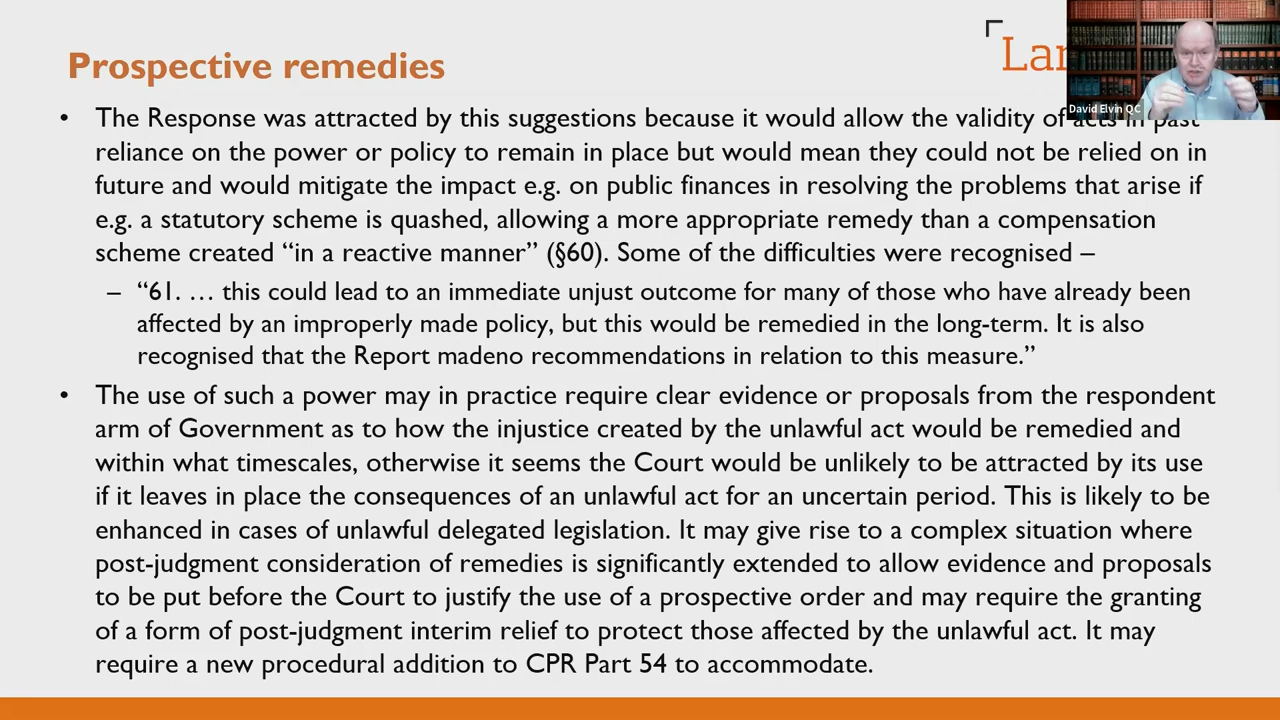 Prospective remedies
Lan
David Elvin QC
• The Response was attracted by this suggestions because it would allow the validity of acts in past
reliance on the power or policy to remain in place but would mean they could not be relied on in
future and would mitigate the impact e.g. on public finances in resolving the problems that arise if
e.g. a statutory scheme is quashed, allowing a more appropriate remedy than a compensation
scheme created “in a reactive manner” (§60). Some of the difficulties were recognised –
– “61. … this could lead to an immediate unjust outcome for many of those who have already been
affected by an improperly made policy, but this would be remedied in the long-term. It is also
recognised that the Report madeno recommendations in relation to this measure.”
• The use of such a power may in practice require clear evidence or proposals from the respondent
arm of Government as to how the injustice created by the unlawful act would be remedied and
within what timescales, otherwise it seems the Court would be unlikely to be attracted by its use
if it leaves in place the consequences of an unlawful act for an uncertain period. This is likely to be
enhanced in cases of unlawful delegated legislation. It may give rise to a complex situation where
post-judgment consideration of remedies is significantly extended to allow evidence and proposals
to be put before the Court to justify the use of a prospective order and may require the granting
of a form of post-judgment interim relief to protect those affected by the unlawful act. It may
require a new procedural addition to CPR Part 54 to accommodate.